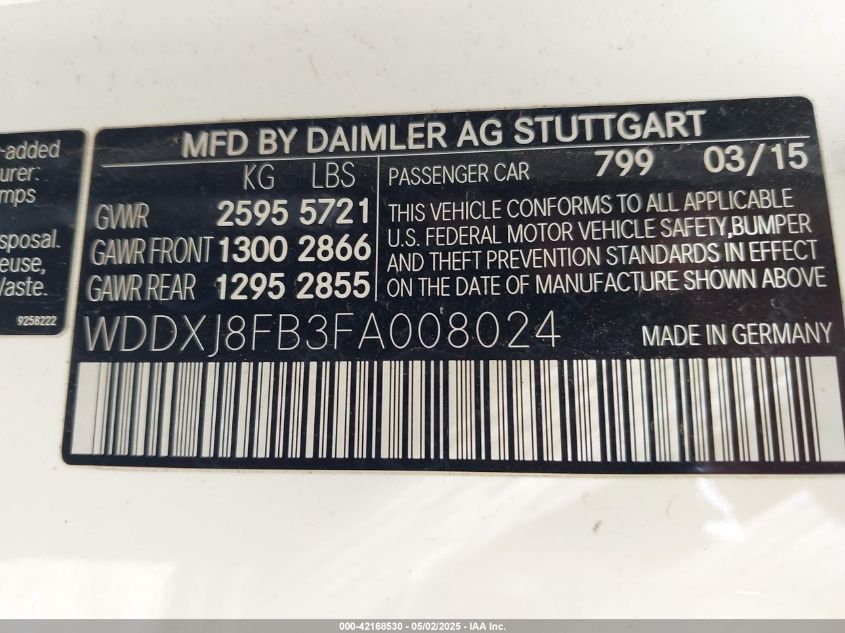 -added
urer:
mps
sposal.
euse,
Waste.
9258222
MFD BY DAIMLER AG STUTTGART
KG LBS
GVWR 2595 5721
GAWR FRONT 1300 2866
GAWR REAR 1295 2855
PASSENGER CAR 799 03/15
THIS VEHICLE CONFORMS TO ALL APPLICABLE
U.S. FEDERAL MOTOR VEHICLE SAFETY,BUMPER
AND THEFT PREVENTION STANDARDS IN EFFECT
ON THE DATE OF MANUFACTURE SHOWN ABOVE
WDDXJ8FB3FA008024 MADE IN GERMANY
000-42168530 - 05/02/2025 - IAA Inc.